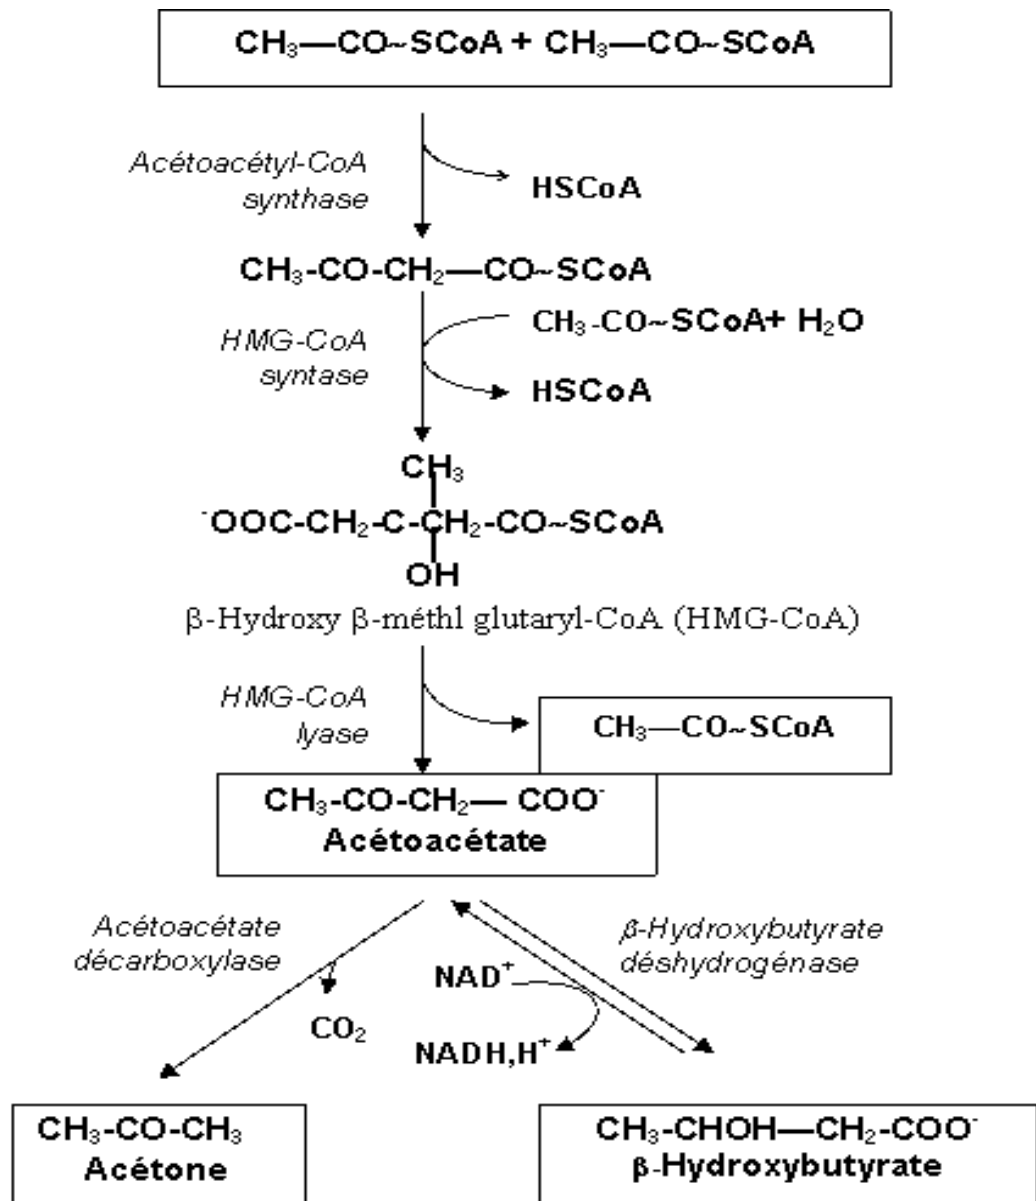 CH₃—CO~SCoA + CH₃—CO~SCoA
Acétoacétyl-CoA
synthase
HSCoA
CH₃-CO-CH₂—CO~SCoA
HMG-CoA
syntase
CH₃-CO~SCoA+ H₂O
HSCoA
CH₃
⁻OOC-CH₂-C-CH₂-CO~SCoA
OH
β-Hydroxy β-méthl glutaryl-CoA (HMG-CoA)
HMG-CoA
lyase
CH₃—CO~SCoA
CH₃-CO-CH₂— COO⁻
Acétoacétate
Acétoacétate
décarboxylase
CO₂
β-Hydroxybutyrate
déshydrogénase
NAD⁺
NADH,H⁺
CH₃-CO-CH₃
Acétone
CH₃-CHOH—CH₂-COO⁻
β-Hydroxybutyrate